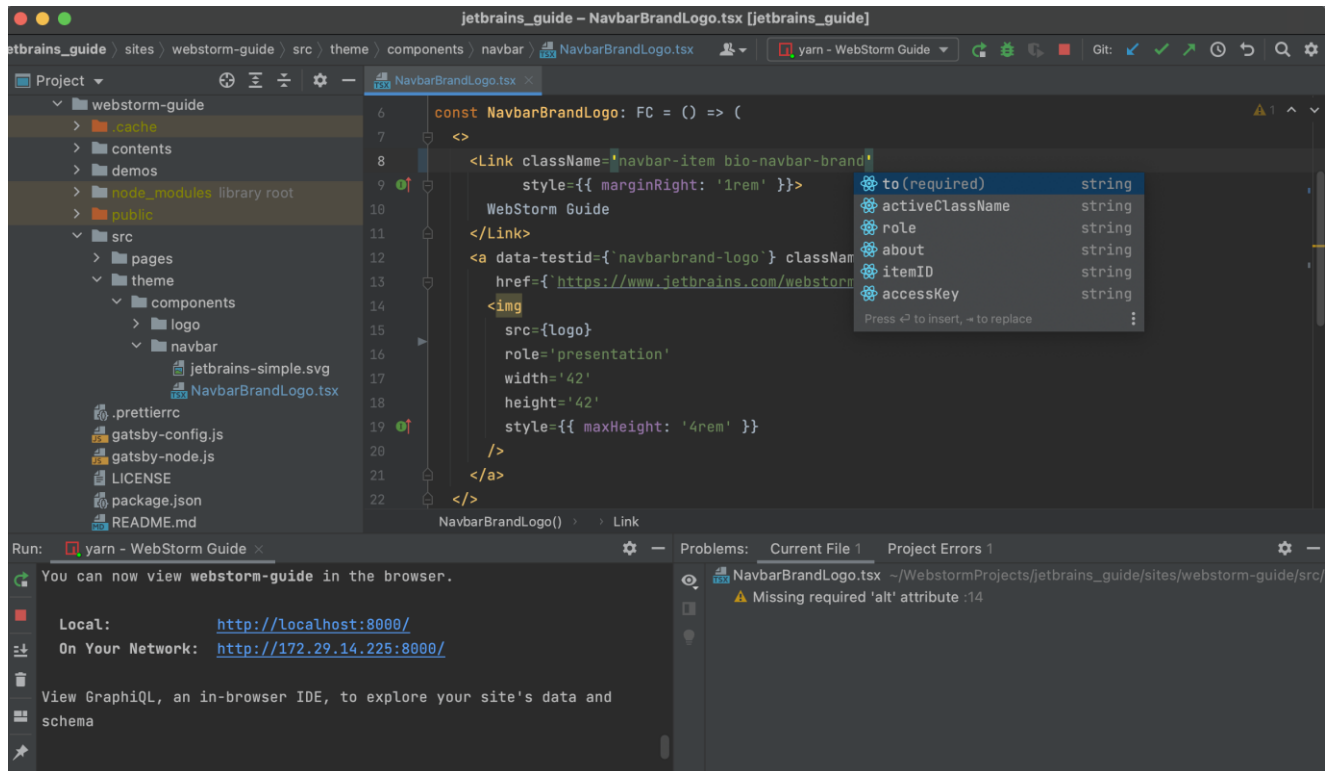 jetbrains_guide – NavbarBrandLogo.tsx [jetbrains_guide]
etbrains_guide sites webstorm-guide src theme components navbar NavbarBrandLogo.tsx yarn - WebStorm Guide Git:
Project
NavbarBrandLogo.tsx
webstorm-guide
.cache
contents
demos
node_modules library root
public
src
pages
theme
components
logo
navbar
jetbrains-simple.svg
NavbarBrandLogo.tsx
.prettierrc
gatsby-config.js
gatsby-node.js
LICENSE
package.json
README.md
6 const NavbarBrandLogo: FC = () => (
7 <>
8 <Link className='navbar-item bio-navbar-brand'
9 style={{ marginRight: '1rem' }}>
10 WebStorm Guide
11 </Link>
12 <a data-testid={`navbarbrand-logo`} classNam
13 href={`https://www.jetbrains.com/webstorm
14 <img
15 src={logo}
16 role='presentation'
17 width='42'
18 height='42'
19 style={{ maxHeight: '4rem' }}
20 />
21 </a>
22 </>
1
to(required) string
activeClassName string
role string
about string
itemID string
accessKey string
Press ↵ to insert, → to replace
NavbarBrandLogo() Link
Run: yarn - WebStorm Guide
You can now view webstorm-guide in the browser.
Local: http://localhost:8000/
On Your Network: http://172.29.14.225:8000/
View GraphiQL, an in-browser IDE, to explore your site's data and
schema
Problems: Current File 1 Project Errors 1
NavbarBrandLogo.tsx ~/WebstormProjects/jetbrains_guide/sites/webstorm-guide/src/
Missing required 'alt' attribute :14